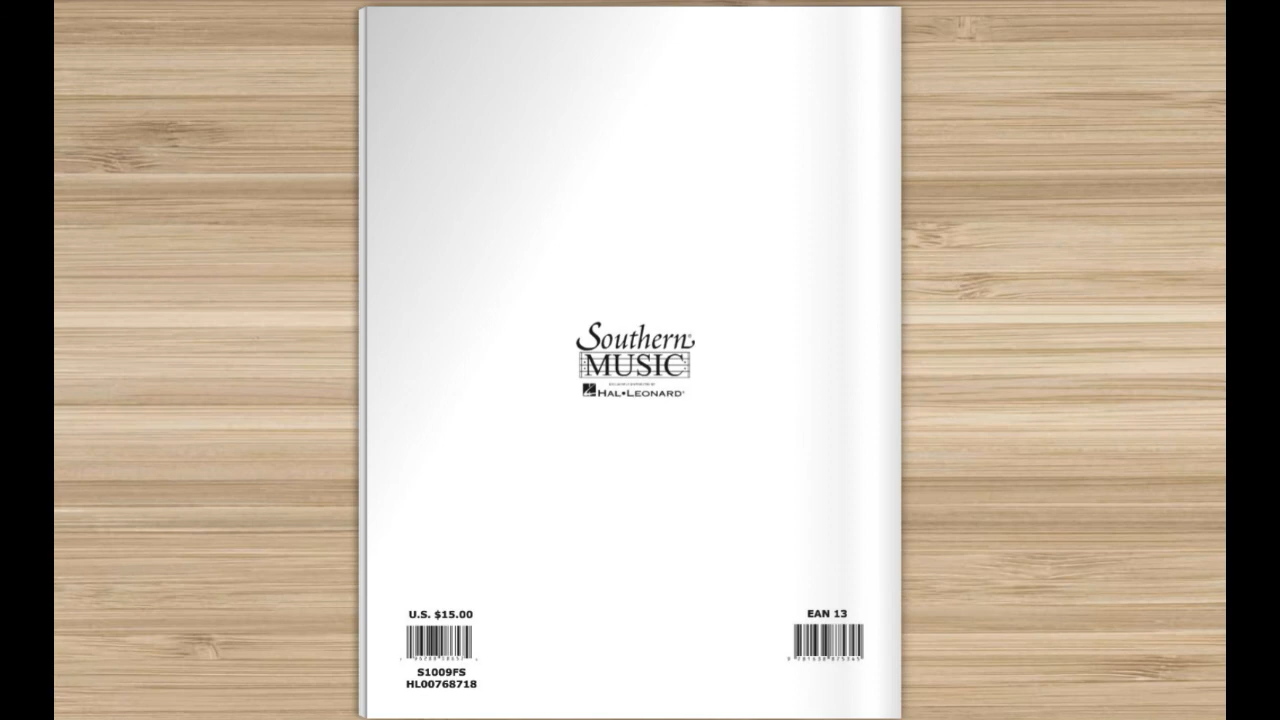 Southern
MUSIC
HAL•LEONARD®
U.S. $15.00
EAN 13
S1009FS
HL00768718